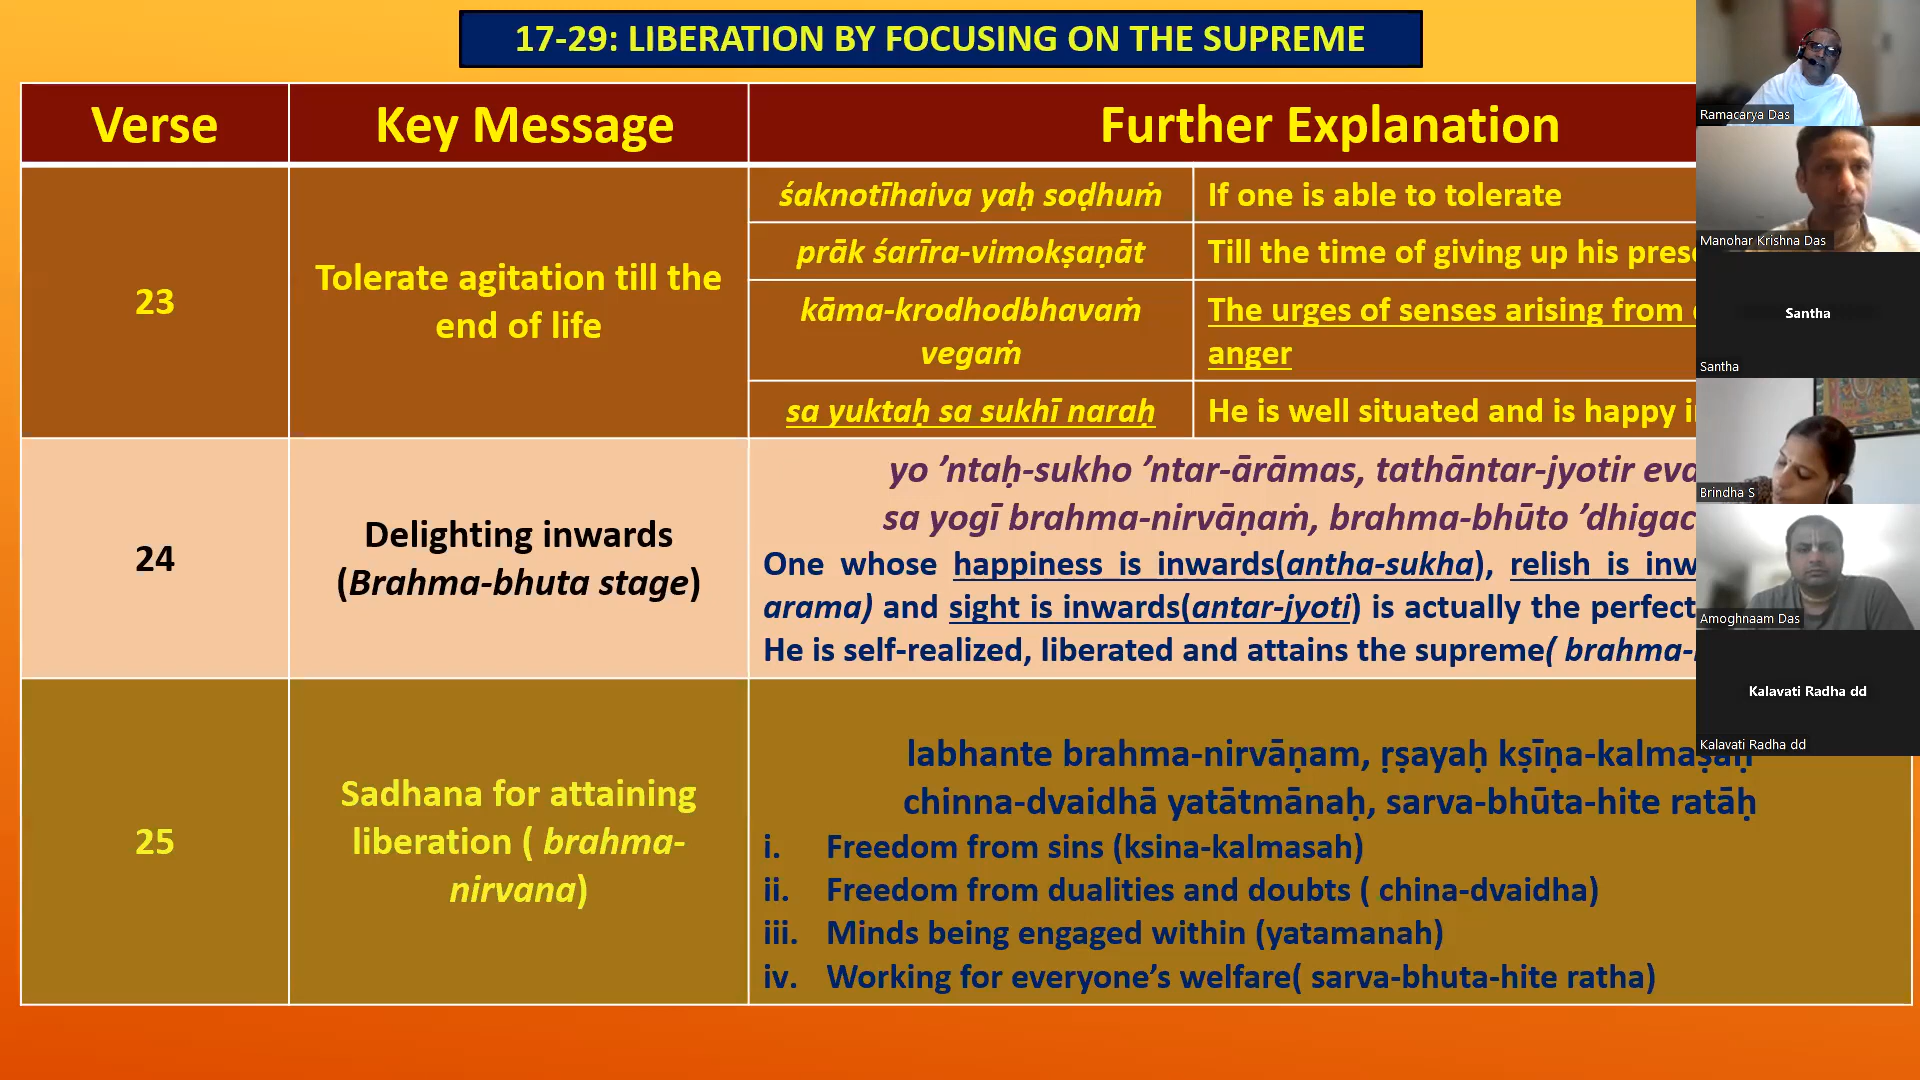 17-29: LIBERATION BY FOCUSING ON THE SUPREME
Verse
Key Message
Further Explanation
23
Tolerate agitation till the
end of life
śaknotīhaiva yaḥ soḍhuṁ
If one is able to tolerate
prāk śarīra-vimokṣaṇāt
Till the time of giving up his
kāma-krodhodbhavaṁ
vegaṁ
The urges of senses arising from
anger
sa yuktaḥ sa sukhī naraḥ
He is well situated and is happy
24
Delighting inwards
(Brahma-bhuta stage)
yo ’ntaḥ-sukho ’ntar-ārāmas, tathāntar-jyotir
sa yogī brahma-nirvāṇaṁ, brahma-bhūto
One whose happiness is inwards(antha-sukha), relish is
arama) and sight is inwards(antar-jyoti) is actually the
He is self-realized, liberated and attains the supreme( brahma-
25
Sadhana for attaining
liberation ( brahma-
nirvana)
labhante brahma-nirvāṇam, ṛṣayaḥ kṣīṇa-kalmaṣāḥ
chinna-dvaidhā yatātmānaḥ, sarva-bhūta-hite ratāḥ
i. Freedom from sins (ksina-kalmasah)
ii. Freedom from dualities and doubts ( china-dvaidha)
iii. Minds being engaged within (yatamanah)
iv. Working for everyone’s welfare( sarva-bhuta-hite ratha)
Ramacarya Das
Manohar Krishna Das
Santha
Santha
Brindha S
Amoghnaam Das
Kalavati Radha dd
Kalavati Radha dd